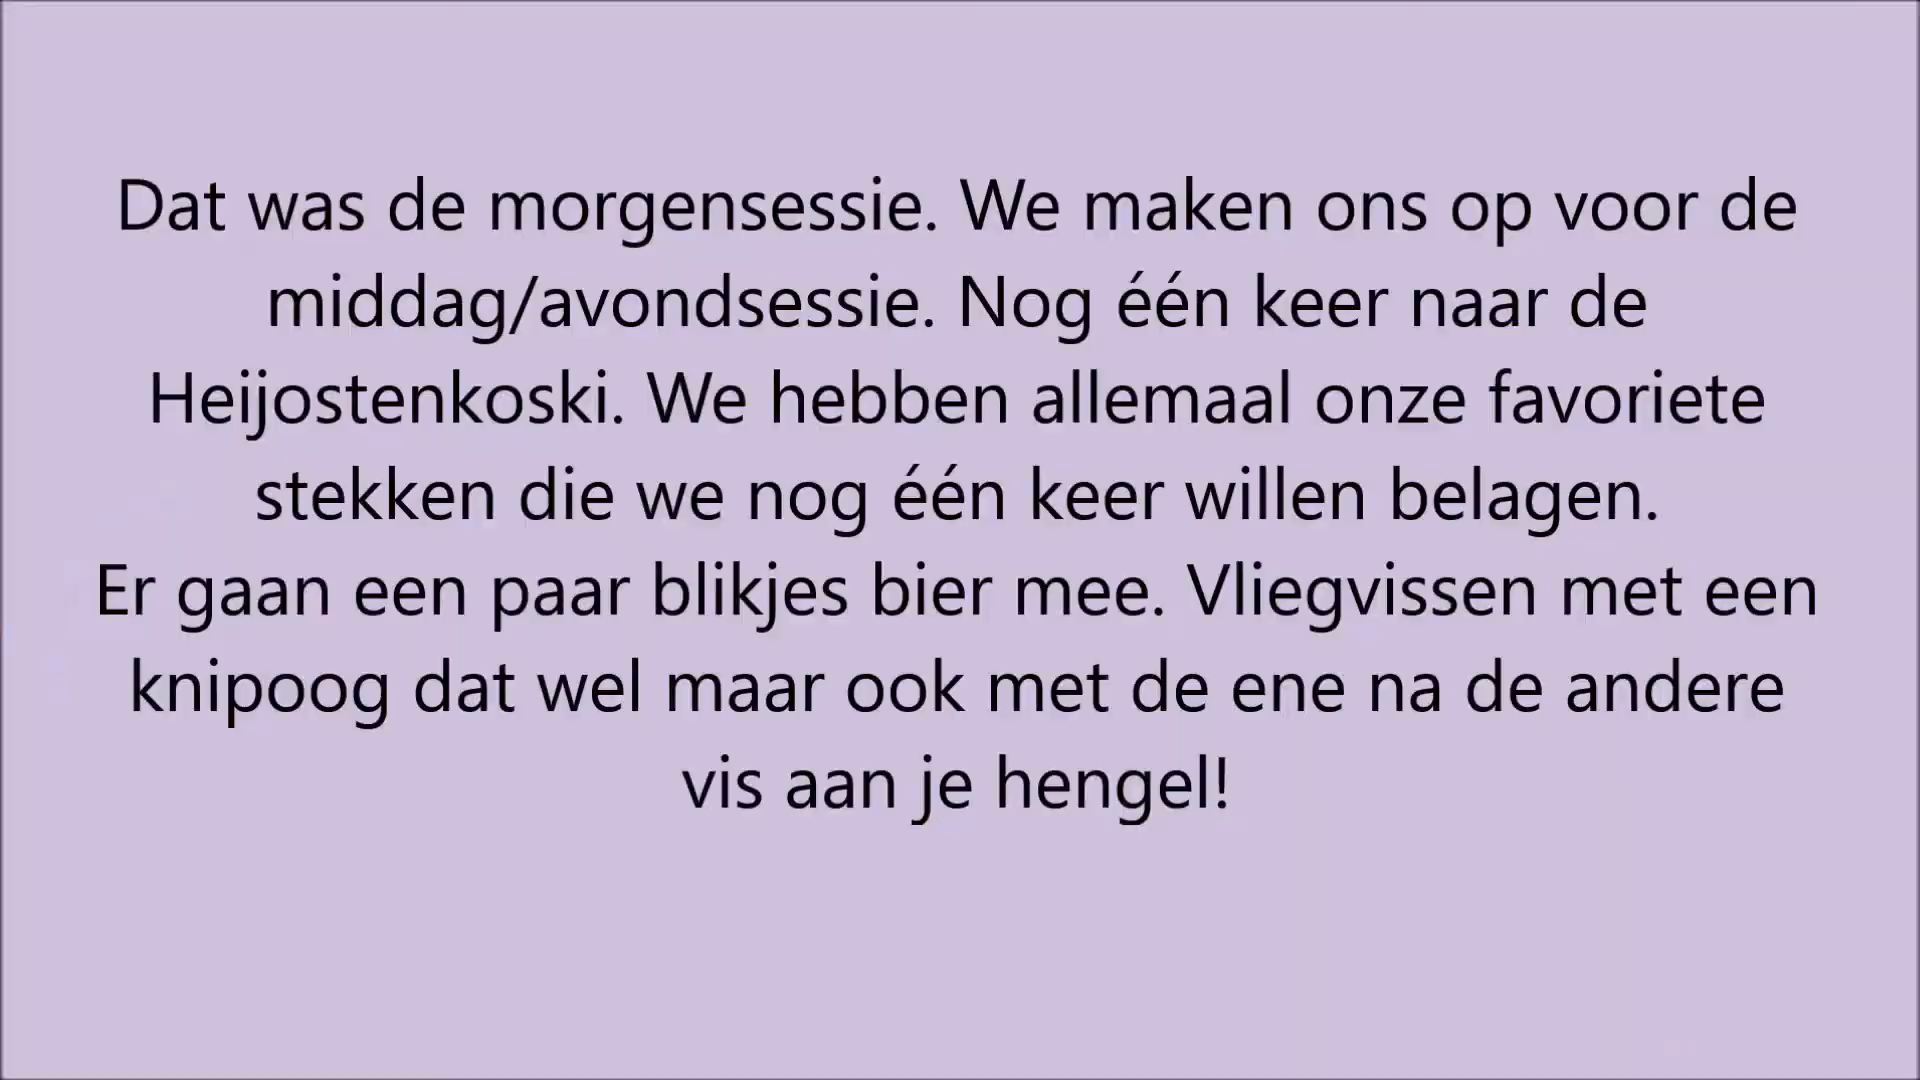 Dat was de morgensessie. We maken ons op voor de
middag/avondsessie. Nog één keer naar de
Heijostenkoski. We hebben allemaal onze favoriete
stekken die we nog één keer willen belagen.
Er gaan een paar blikjes bier mee. Vliegvissen met een
knipoog dat wel maar ook met de ene na de andere
vis aan je hengel!